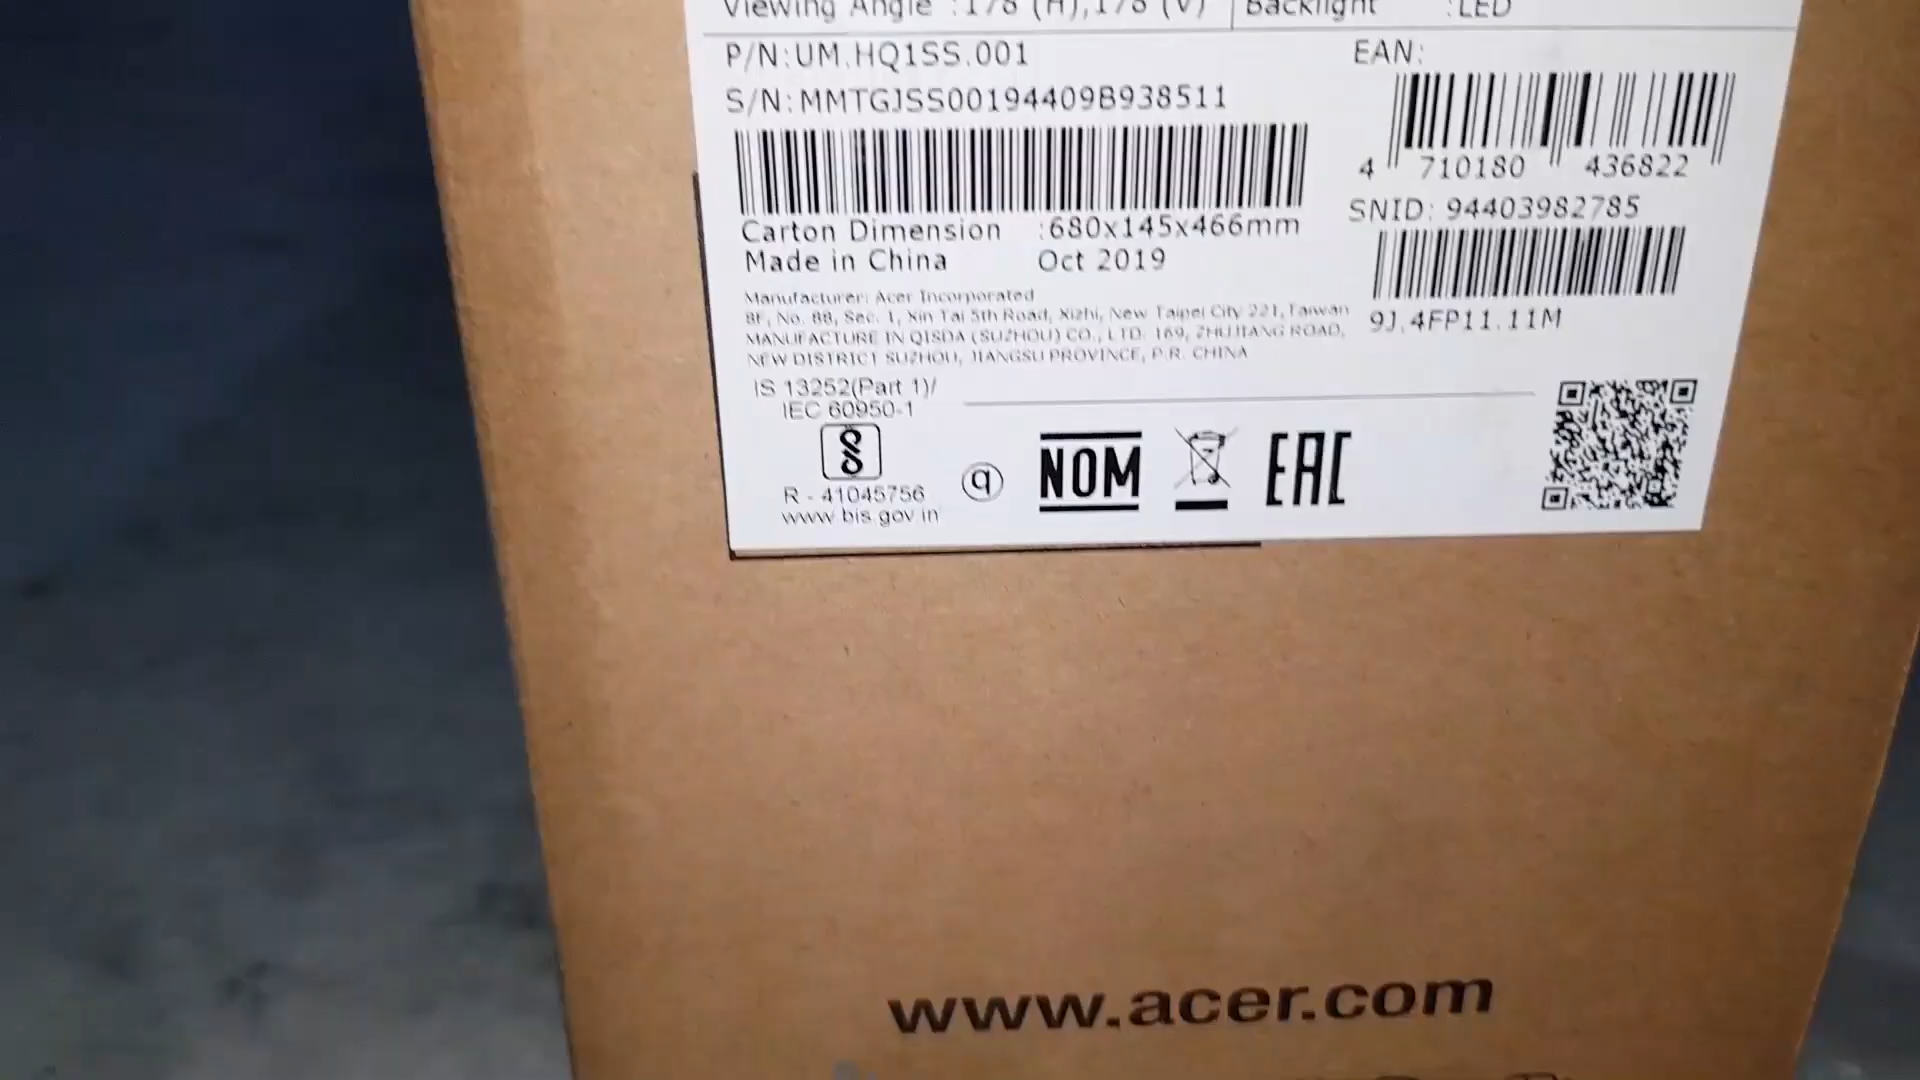 Viewing Angle :178 (H),178 (V) Backlight :LED
P/N:UM.HQ1SS.001
S/N:MMTGJSS00194409B938511
EAN:
4 710180 436822
SNID: 94403982785
Carton Dimension :680x145x466mm
Made in China Oct 2019
9J.4FP11.11M
Manufacturer: Acer Incorporated
8F, No. 88, Sec. 1, Xin Tai 5th Road, Xizhi, New Taipei City 221, Taiwan
MANUFACTURE IN QISDA (SUZHOU) CO., LTD. 169, ZHUJIANG ROAD,
NEW DISTRICT SUZHOU, JIANGSU PROVINCE, P.R. CHINA
IS 13252(Part 1)/
IEC 60950-1
R - 41045756
www.bis.gov.in
NOM
EAC
www.acer.com